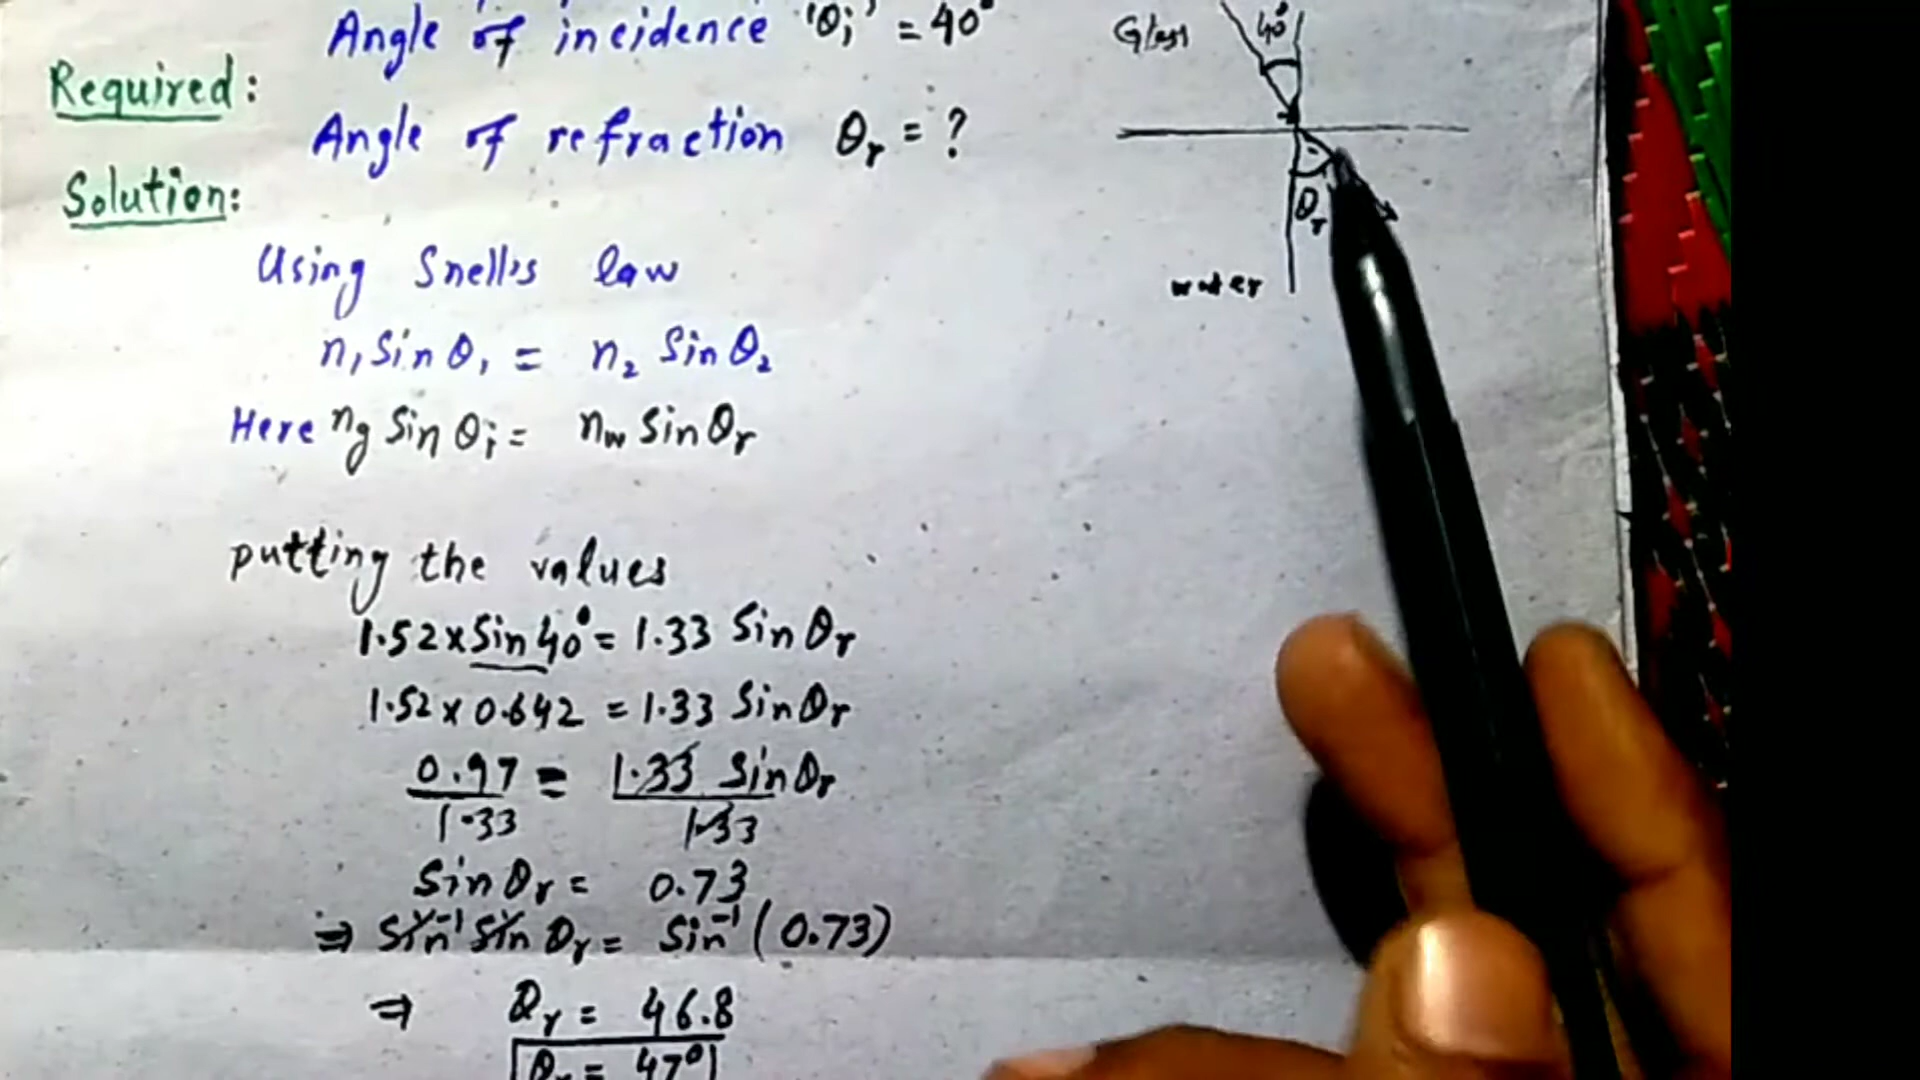 Angle of incidence 'θi' = 40°
Required:
Angle of refraction θr = ?
Solution:
Using Snell's law
n₁ Sin θ₁ = n₂ Sin θ₂
Here ng Sin θi = nw Sin θr
putting the values
1.52 x Sin 40° = 1.33 Sin θr
1.52 x 0.642 = 1.33 Sin θr
0.97 = 1.33 Sin θr
1.33 1.33
Sin θr = 0.73
⇒ Sin⁻¹ Sin θr = Sin⁻¹ (0.73)
⇒ θr = 46.8
θr = 47°
Glass 40°
θr
water